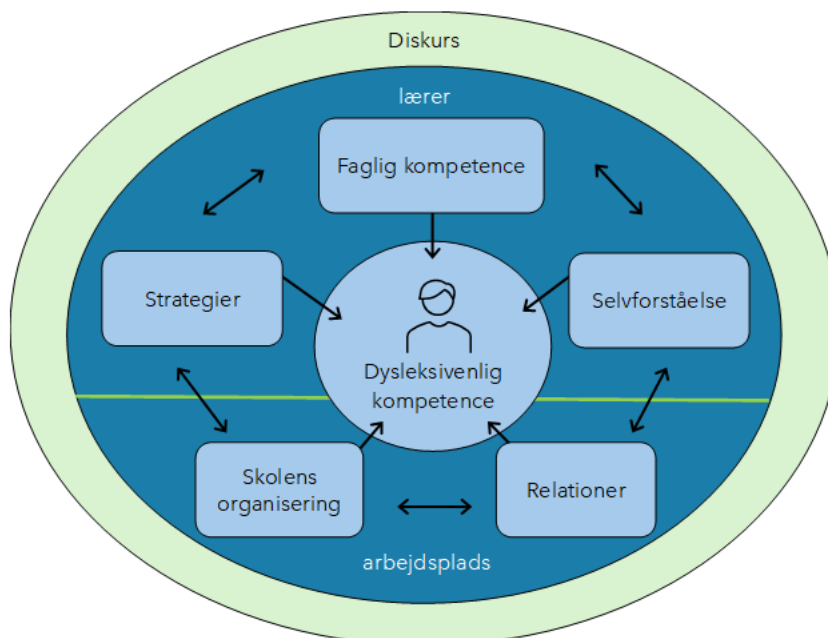 Diskurs
lærer
Faglig kompetence
Strategier
Selvforståelse
Dysleksivenlig
kompetence
Skolens
organisering
Relationer
arbejdsplads